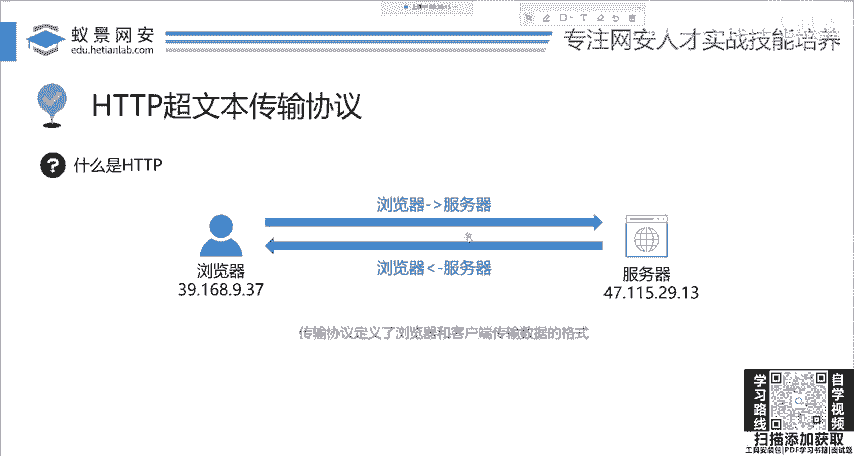 蚁景网安
edu.hetianlab.com
专注网安人才实战技能培养
HTTP超文本传输协议
? 什么是HTTP
浏览器->服务器
浏览器<-服务器
浏览器
39.168.9.37
服务器
47.115.29.13
传输协议定义了浏览器和客户端传输数据的格式
学习路线
自学视频
扫描添加获取
工具安装包|PDF学习书籍|面试题